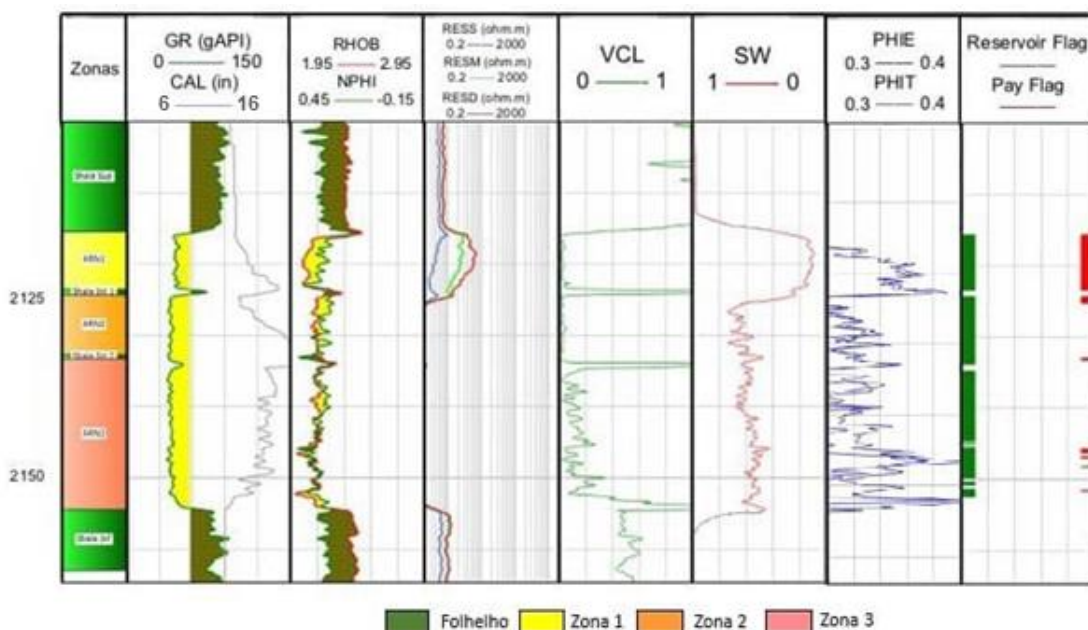 Zonas
GR (gAPI)
0 150
CAL (in)
6 16
RHOB
1.95 2.95
NPHI
0.45 -0.15
RESS (ohm.m)
0.2 2000
RESM (ohm.m)
0.2 2000
RESD (ohm.m)
0.2 2000
VCL
0 1
SW
1 0
PHIE
0.3 0.4
PHIT
0.3 0.4
Reservoir Flag
Pay Flag
2125
2150
Folhelho
Zona 1
Zona 2
Zona 3